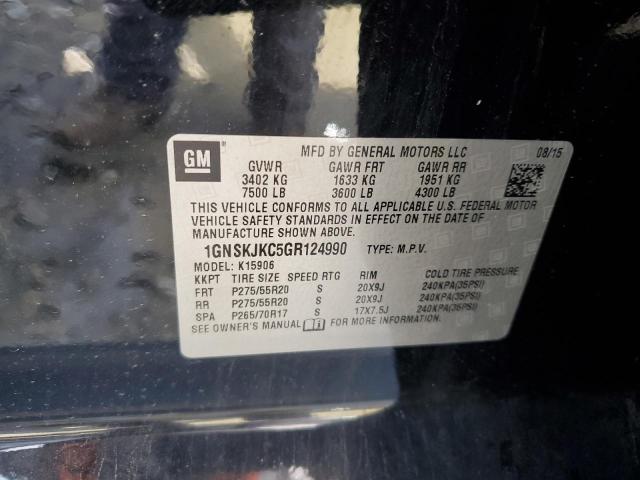 GM
MFD BY GENERAL MOTORS LLC 08/15
GVWR GAWR FRT GAWR RR
3402 KG 1633 KG 1951 KG
7500 LB 3600 LB 4300 LB
THIS VEHICLE CONFORMS TO ALL APPLICABLE U.S. FEDERAL MOTOR
VEHICLE SAFETY STANDARDS IN EFFECT ON THE DATE OF
MANUFACTURE SHOWN ABOVE.
1GNSKJKC5GR124990 TYPE: M.P.V.
MODEL: K15906
KKPT TIRE SIZE SPEED RTG RIM COLD TIRE PRESSURE
FRT P275/55R20 S 20X9J 240KPA(35PSI)
RR P275/55R20 S 20X9J 240KPA(35PSI)
SPA P265/70R17 S 17X7.5J 240KPA(35PSI)
SEE OWNER'S MANUAL FOR MORE INFORMATION.